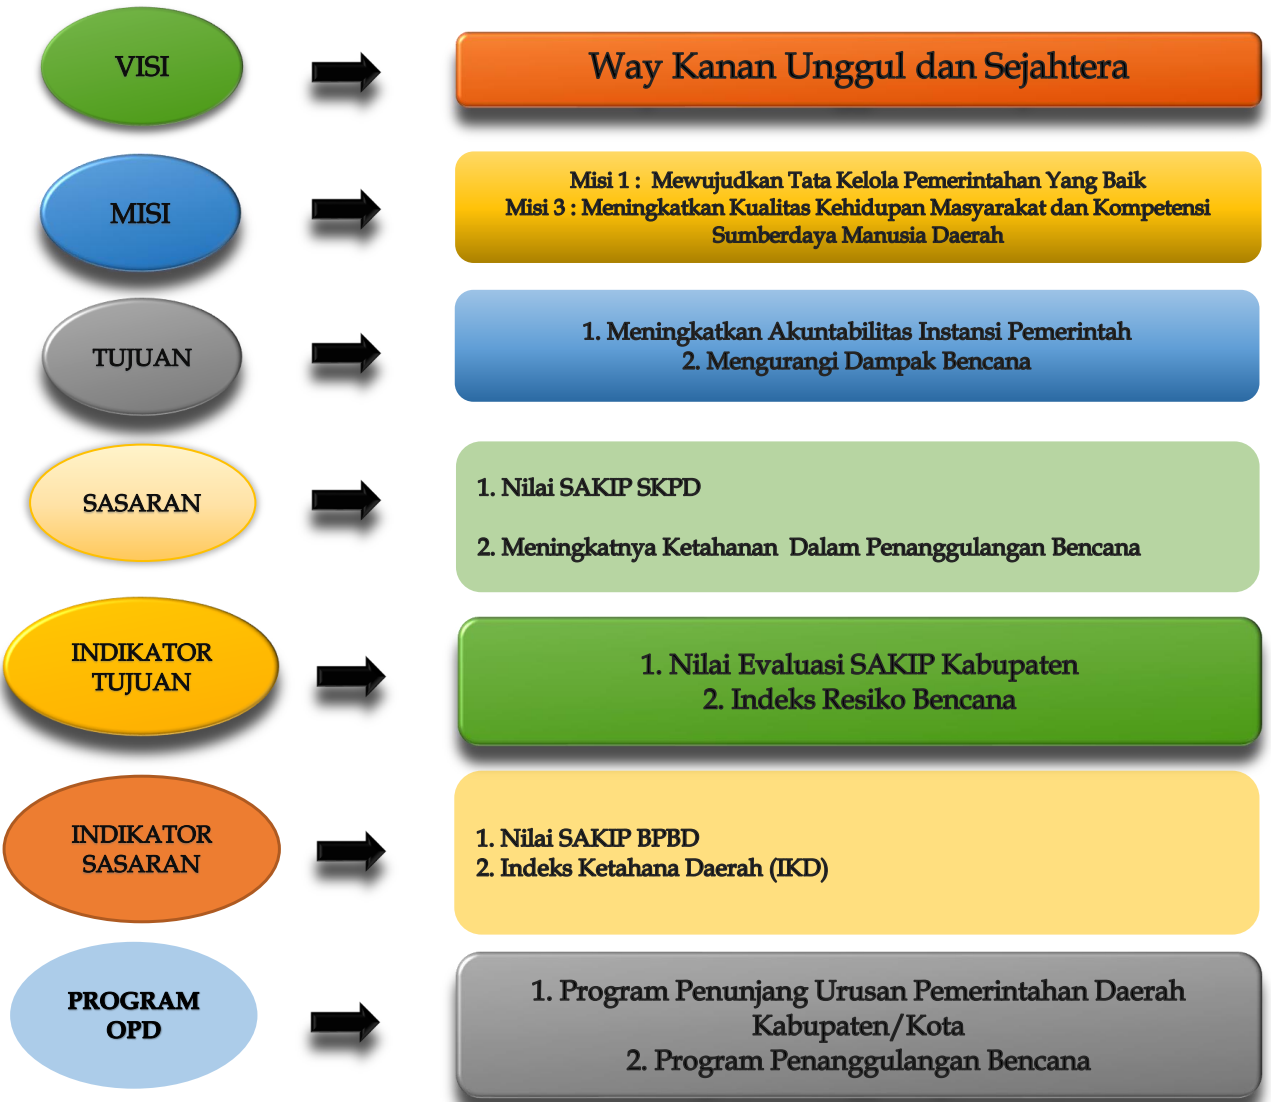 VISI
Way Kanan Unggul dan Sejahtera
MISI
Misi 1 :  Mewujudkan Tata Kelola Pemerintahan Yang Baik
Misi 3 : Meningkatkan Kualitas Kehidupan Masyarakat dan Kompetensi
Sumberdaya Manusia Daerah
TUJUAN
1. Meningkatkan Akuntabilitas Instansi Pemerintah
2. Mengurangi Dampak Bencana
SASARAN
1. Nilai SAKIP SKPD
2. Meningkatnya Ketahanan  Dalam Penanggulangan Bencana
INDIKATOR
TUJUAN
1. Nilai Evaluasi SAKIP Kabupaten
2. Indeks Resiko Bencana
INDIKATOR
SASARAN
1. Nilai SAKIP BPBD
2. Indeks Ketahana Daerah (IKD)
PROGRAM
OPD
1. Program Penunjang Urusan Pemerintahan Daerah
Kabupaten/Kota
2. Program Penanggulangan Bencana